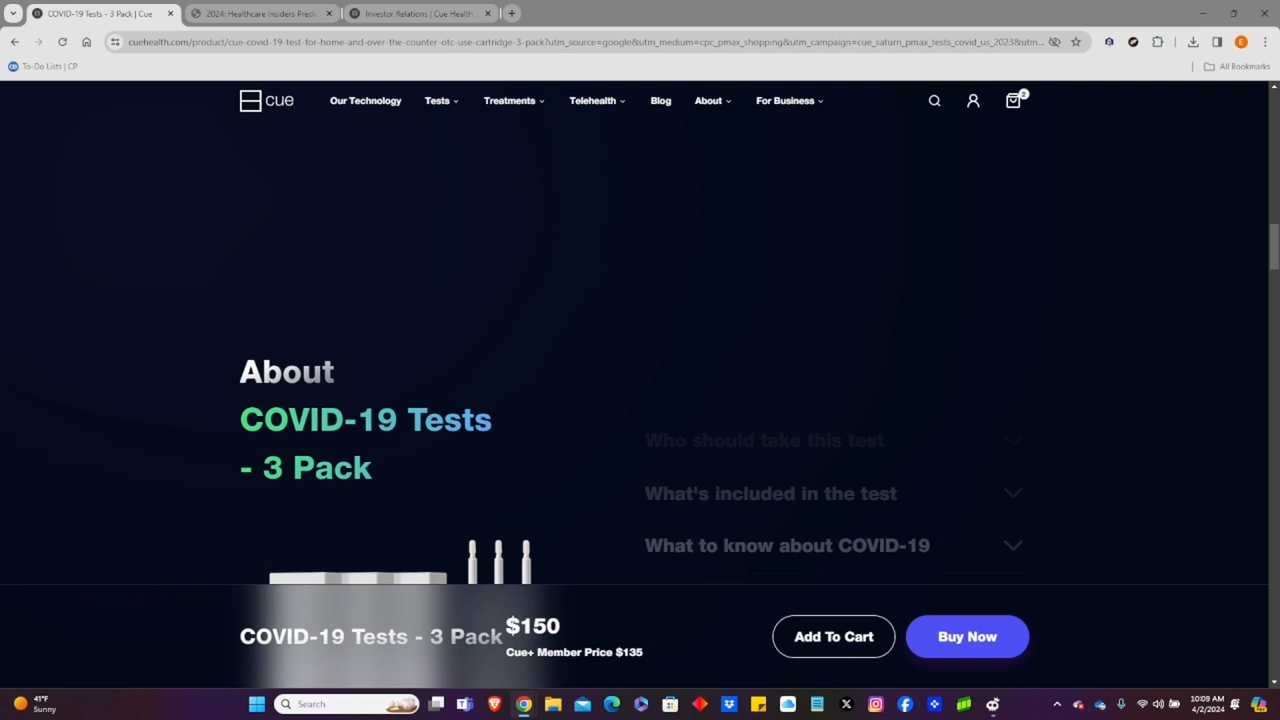 COVID-19 Tests - 3 Pack | Cue
2024: Healthcare Insiders Predi
Investor Relations | Cue Health
cuehealth.com/product/cue-covid-19-test-for-home-and-over-the-counter-otc-use-cartridge-3-pack?utm_source=google&utm_medium=cpc_pmax_shopping&utm_campaign=cue_saturn_pmax_tests_covid_us_2023&utm...
E
To-Do Lists | CP
All Bookmarks
cue
Our Technology
Tests
Treatments
Telehealth
Blog
About
For Business
2
About
COVID-19 Tests
- 3 Pack
Who should take this test
What's included in the test
What to know about COVID-19
COVID-19 Tests - 3 Pack
$150
Cue+ Member Price $135
Add To Cart
Buy Now
41°F
Sunny
Search
10:09 AM
4/2/2024